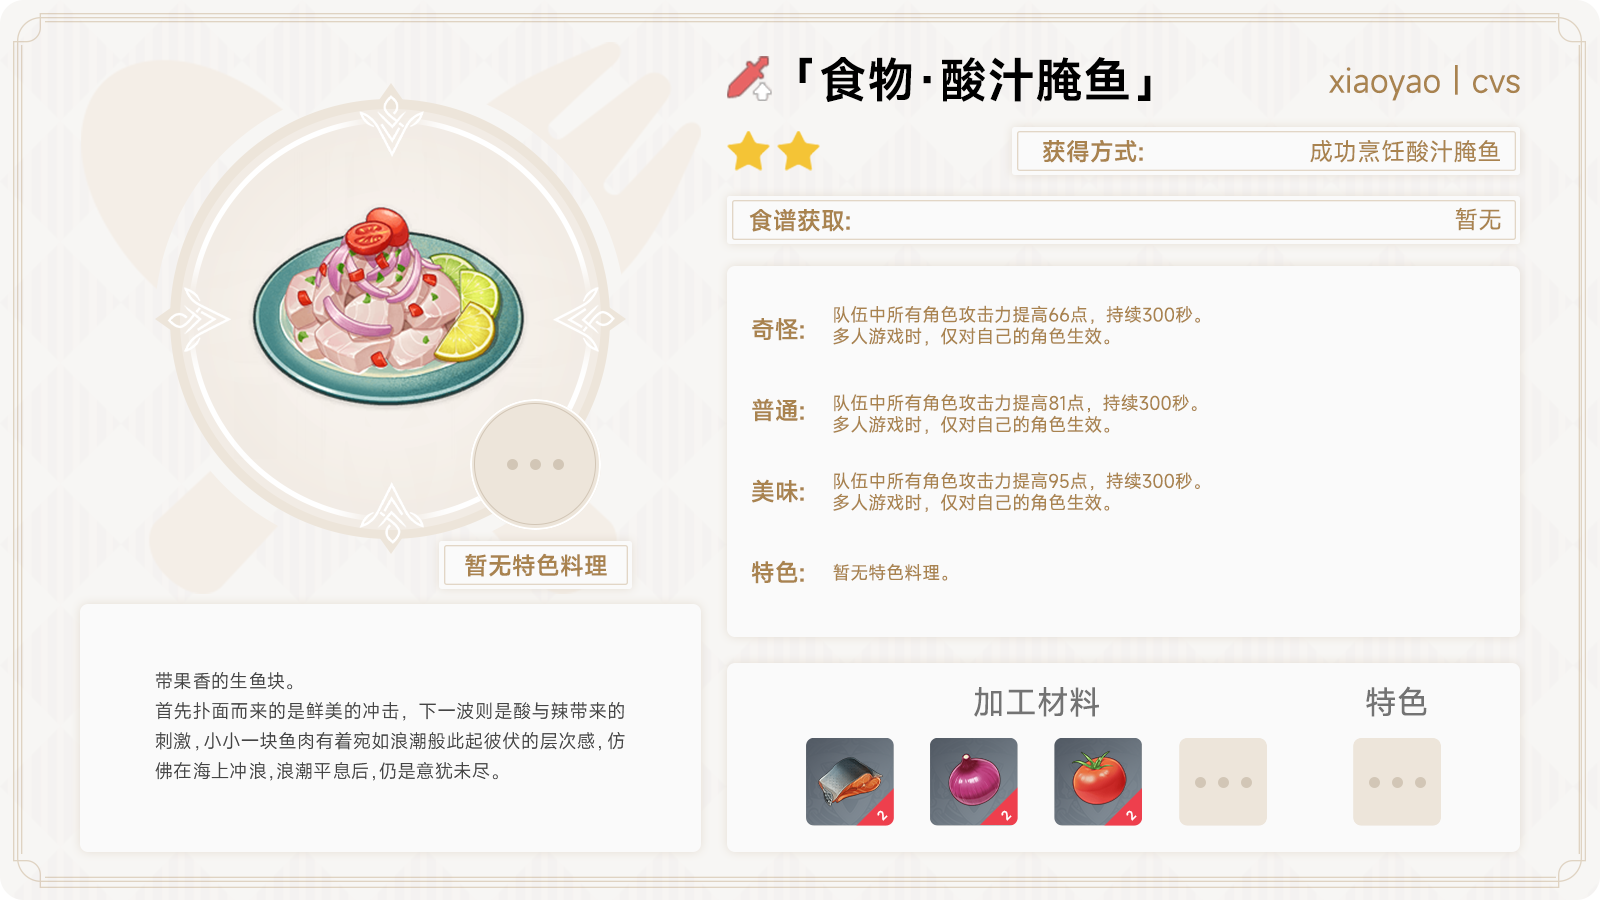 「食物·酸汁腌鱼」
xiaoyao | cvs
获得方式: 成功烹饪酸汁腌鱼
食谱获取: 暂无
奇怪: 队伍中所有角色攻击力提高66点，持续300秒。
多人游戏时，仅对自己的角色生效。
普通: 队伍中所有角色攻击力提高81点，持续300秒。
多人游戏时，仅对自己的角色生效。
美味: 队伍中所有角色攻击力提高95点，持续300秒。
多人游戏时，仅对自己的角色生效。
特色: 暂无特色料理。
暂无特色料理
带果香的生鱼块。
首先扑面而来的是鲜美的冲击，下一波则是酸与辣带来的
刺激,小小一块鱼肉有着宛如浪潮般此起彼伏的层次感,仿
佛在海上冲浪,浪潮平息后,仍是意犹未尽。
加工材料
特色
2
2
2